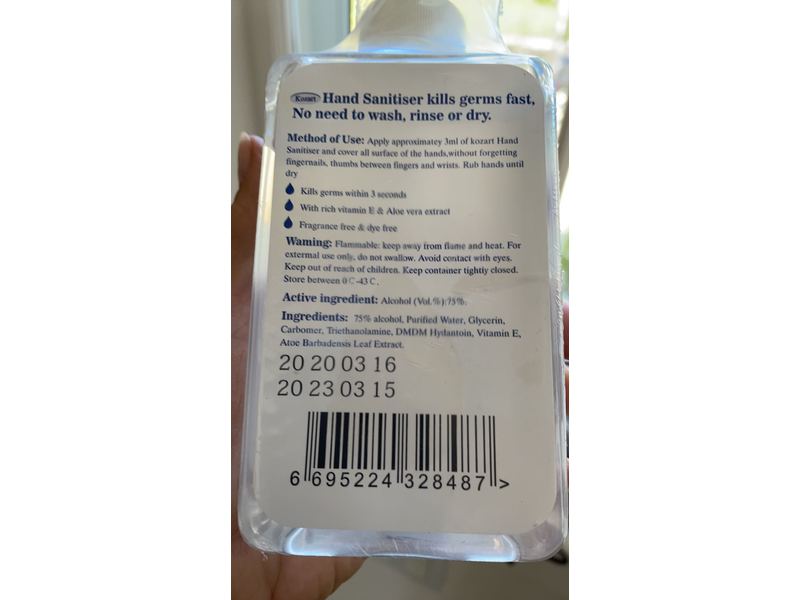 Kozart Hand Sanitiser kills germs fast,
No need to wash, rinse or dry.
Method of Use: Apply approximatey 3ml of kozart Hand
Sanitiser and cover all surface of the hands,without forgetting
fingernails, thumbs between fingers and wrists. Rub hands until
dry
Kills germs within 3 seconds
With rich vitamin E & Aloe vera extract
Fragrance free & dye free
Waming: Flammable: keep away from flame and heat. For
extermal use only, do not swallow. Avoid contact with eyes.
Keep out of reach of children. Keep container tightly closed.
Store between 0 C-43 C.
Active ingredient: Alcohol (Vol.%):75%.
Ingredients: 75% alcohol, Purified Water, Glycerin,
Carbomer, Triethanolamine, DMDM Hydantoin, Vitamin E,
Atoe Barbadensis Leaf Extract.
20 20 03 16
20 23 03 15
6 695224 328487 >